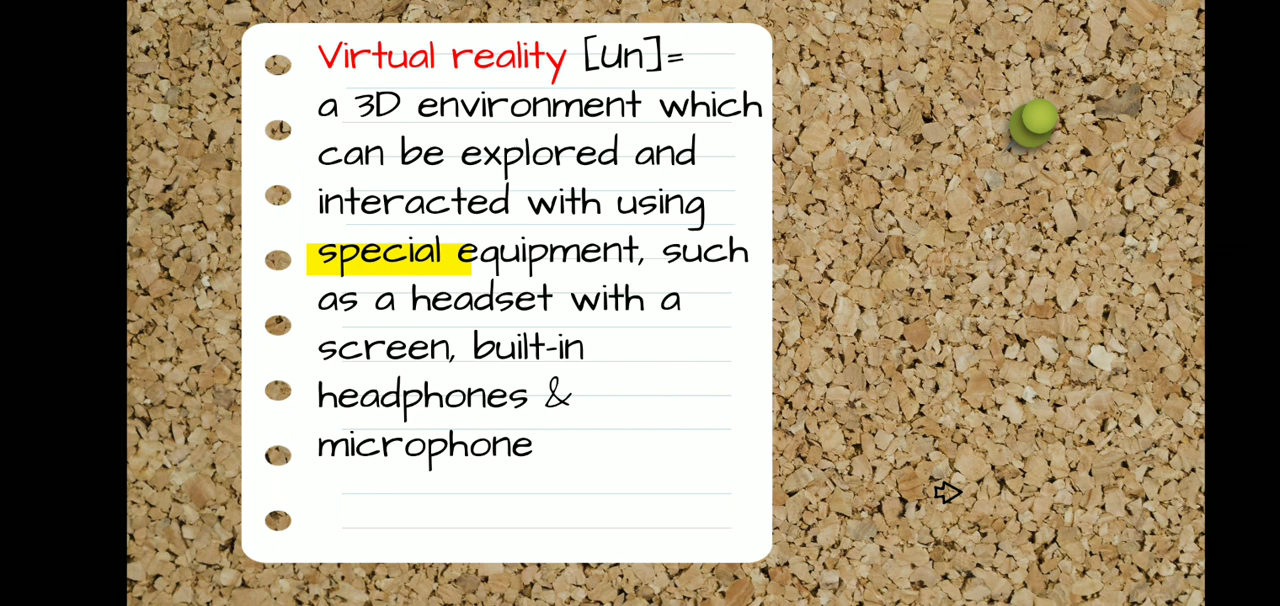 Virtual reality [Un]=
a 3D environment which
can be explored and
interacted with using
special equipment, such
as a headset with a
screen, built-in
headphones &
microphone